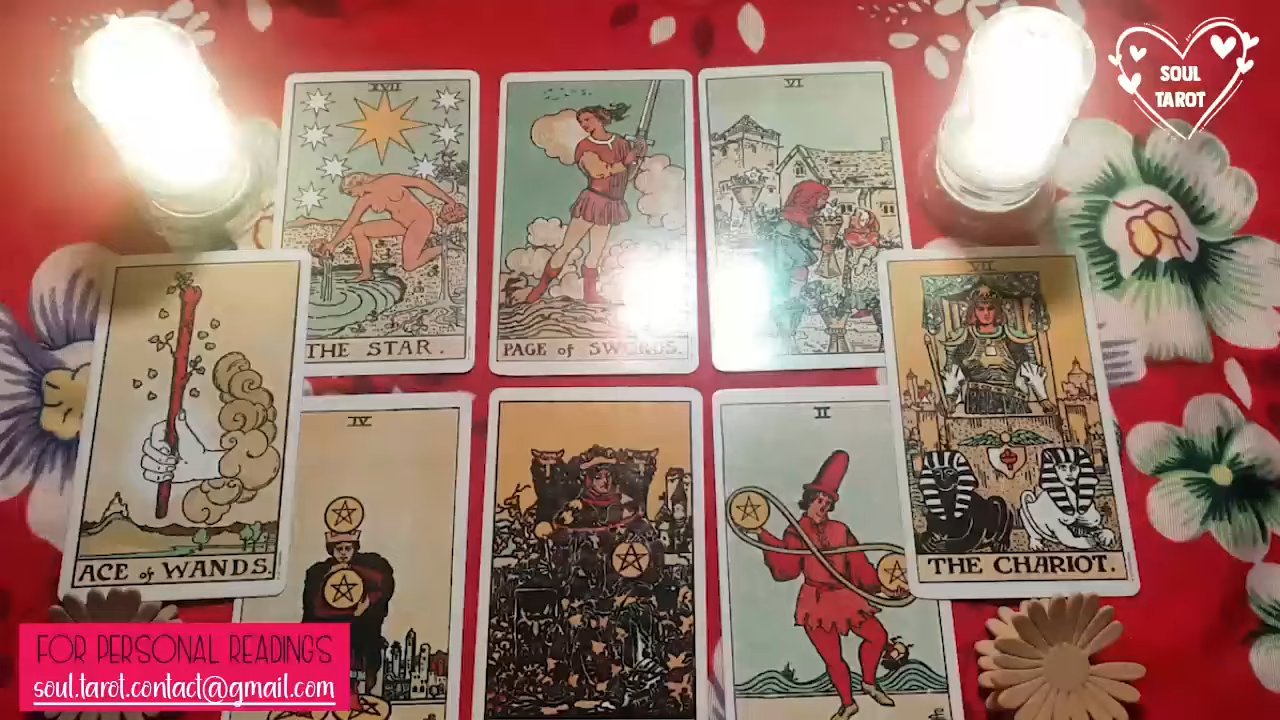 SOUL
TAROT
XVII
THE STAR.
PAGE of SWORDS.
VI
VII
THE CHARIOT.
ACE of WANDS.
IV
II
FOR PERSONAL READINGS
soul.tarot.contact@gmail.com